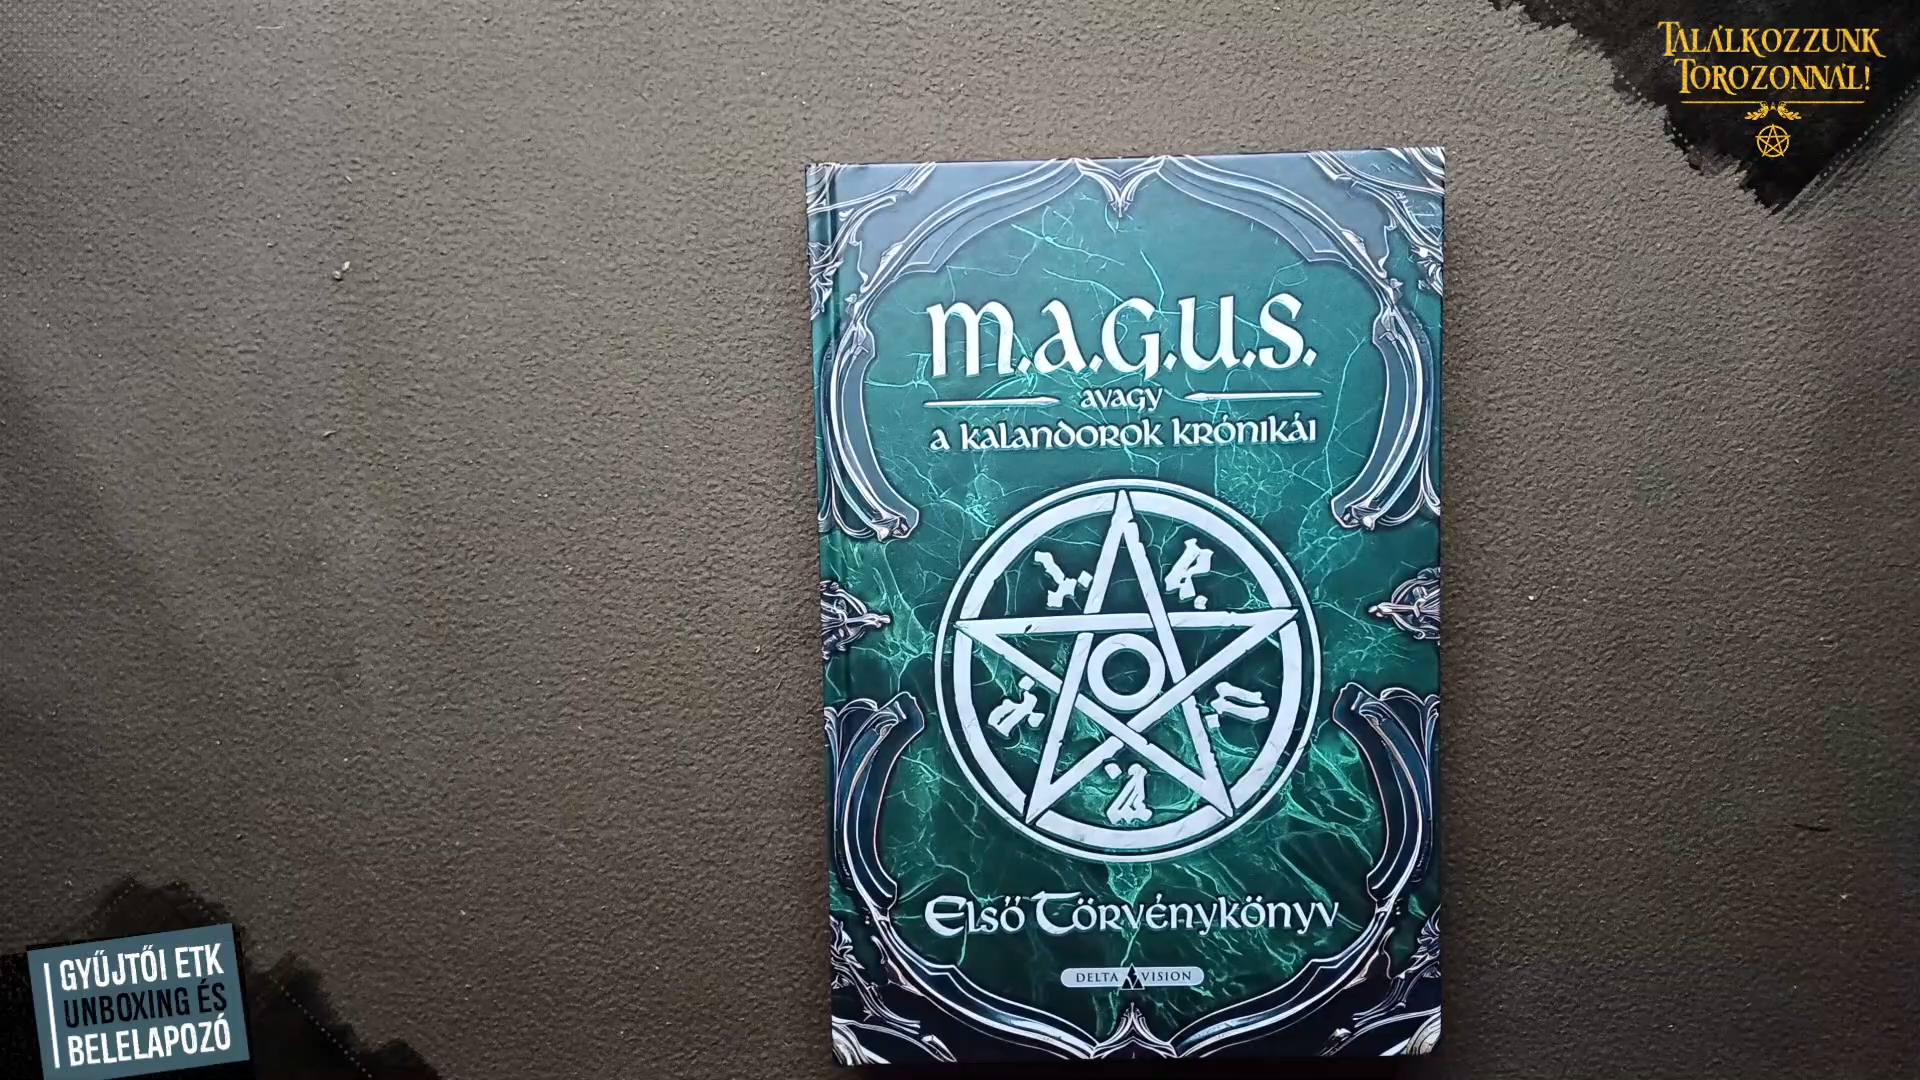 TALÁLKOZZUNK
TOROZONNÁL!
M.A.G.U.S.
AVAGY
A KALANDOROK KRÓNIKÁI
Első Törvénykönyv
DELTA VISION
GYŰJTŐI ETK
UNBOXING ÉS
BELELAPOZÓ